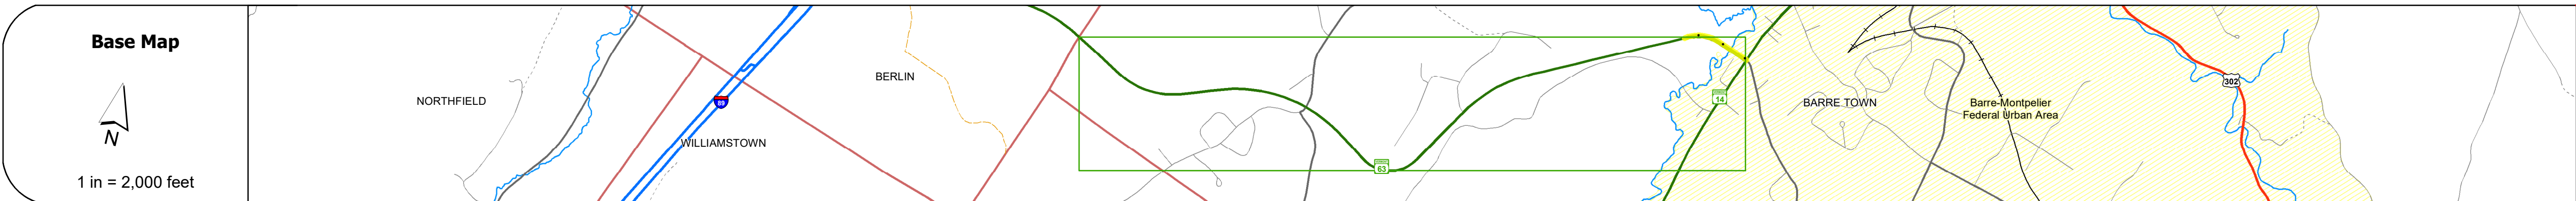 Base Map
N
1 in = 2,000 feet
NORTHFIELD
89
WILLIAMSTOWN
BERLIN
63
14
BARRE TOWN
Barre-Montpelier
Federal Urban Area
302